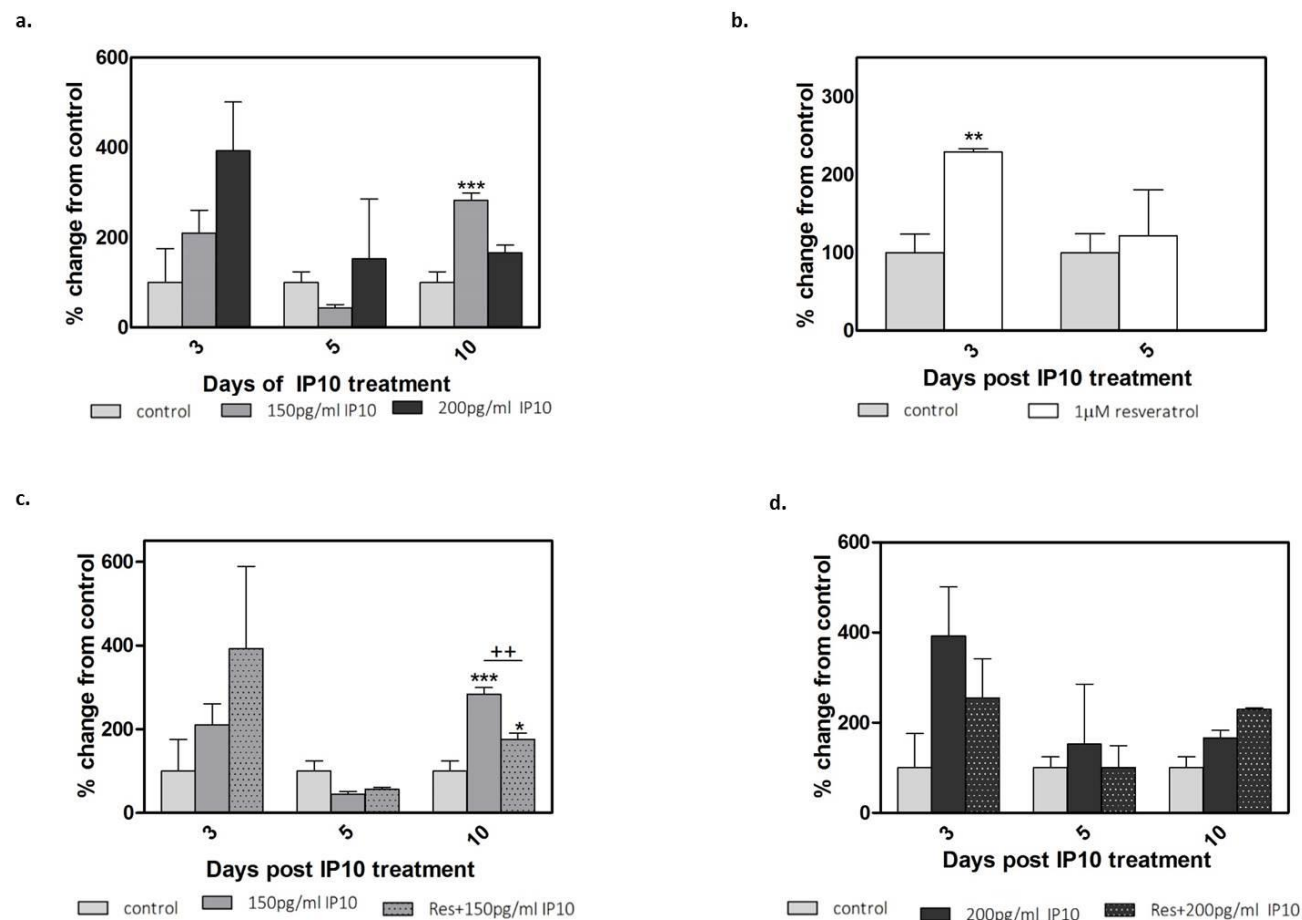 a.
% change from control
600
400
200
0
***
3
5
10
Days of IP10 treatment
control
150pg/ml IP10
200pg/ml IP10
b.
% change from control
300
200
100
0
**
3
5
Days post IP10 treatment
control
1μM resveratrol
c.
% change from control
600
400
200
0
++
***
*
3
5
10
Days post IP10 treatment
control
150pg/ml IP10
Res+150pg/ml IP10
d.
% change from control
600
400
200
0
3
5
10
Days post IP10 treatment
control
200pg/ml IP10
Res+200pg/ml IP10